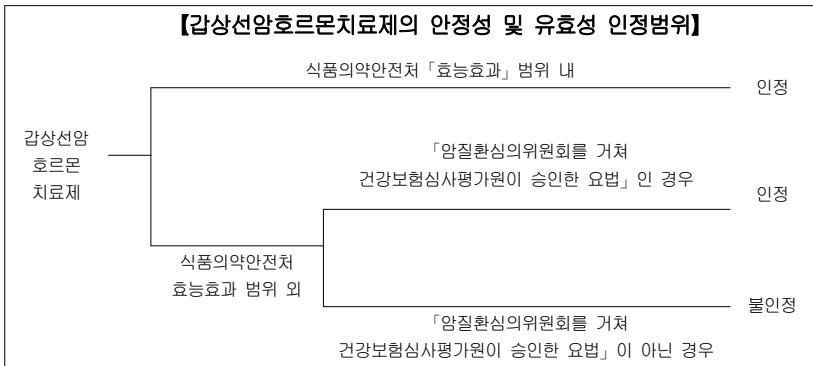 【갑상선암호르몬치료제의 안정성 및 유효성 인정범위】
식품의약안전처「효능효과」범위 내
인정
갑상선암
호르몬
치료제
「암질환심의위원회를 거쳐
건강보험심사평가원이 승인한 요법」인 경우
인정
식품의약안전처
효능효과 범위 외
불인정
「암질환심의위원회를 거쳐
건강보험심사평가원이 승인한 요법」이 아닌 경우